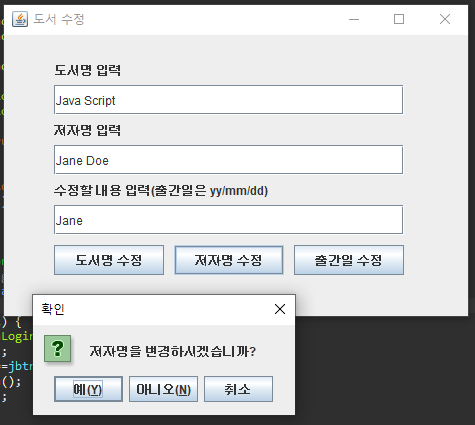 도서 수정
도서명 입력
Java Script
저자명 입력
Jane Doe
수정할 내용 입력(출간일은 yy/mm/dd)
Jane
도서명 수정 저자명 수정 출간일 수정
확인
) {
Login
;
저자명을 변경하시겠습니까?
=jbtn
();
예(Y) 아니오(N) 취소
;